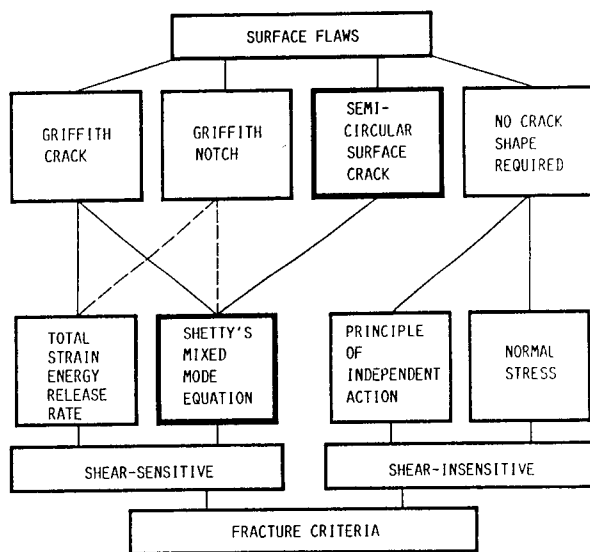 SURFACE FLAWS
GRIFFITH
CRACK
GRIFFITH
NOTCH
SEMI-
CIRCULAR
SURFACE
CRACK
NO CRACK
SHAPE
REQUIRED
TOTAL
STRAIN
ENERGY
RELEASE
RATE
SHETTY'S
MIXED
MODE
EQUATION
PRINCIPLE
OF
INDEPENDENT
ACTION
NORMAL
STRESS
SHEAR-SENSITIVE
SHEAR-INSENSITIVE
FRACTURE CRITERIA